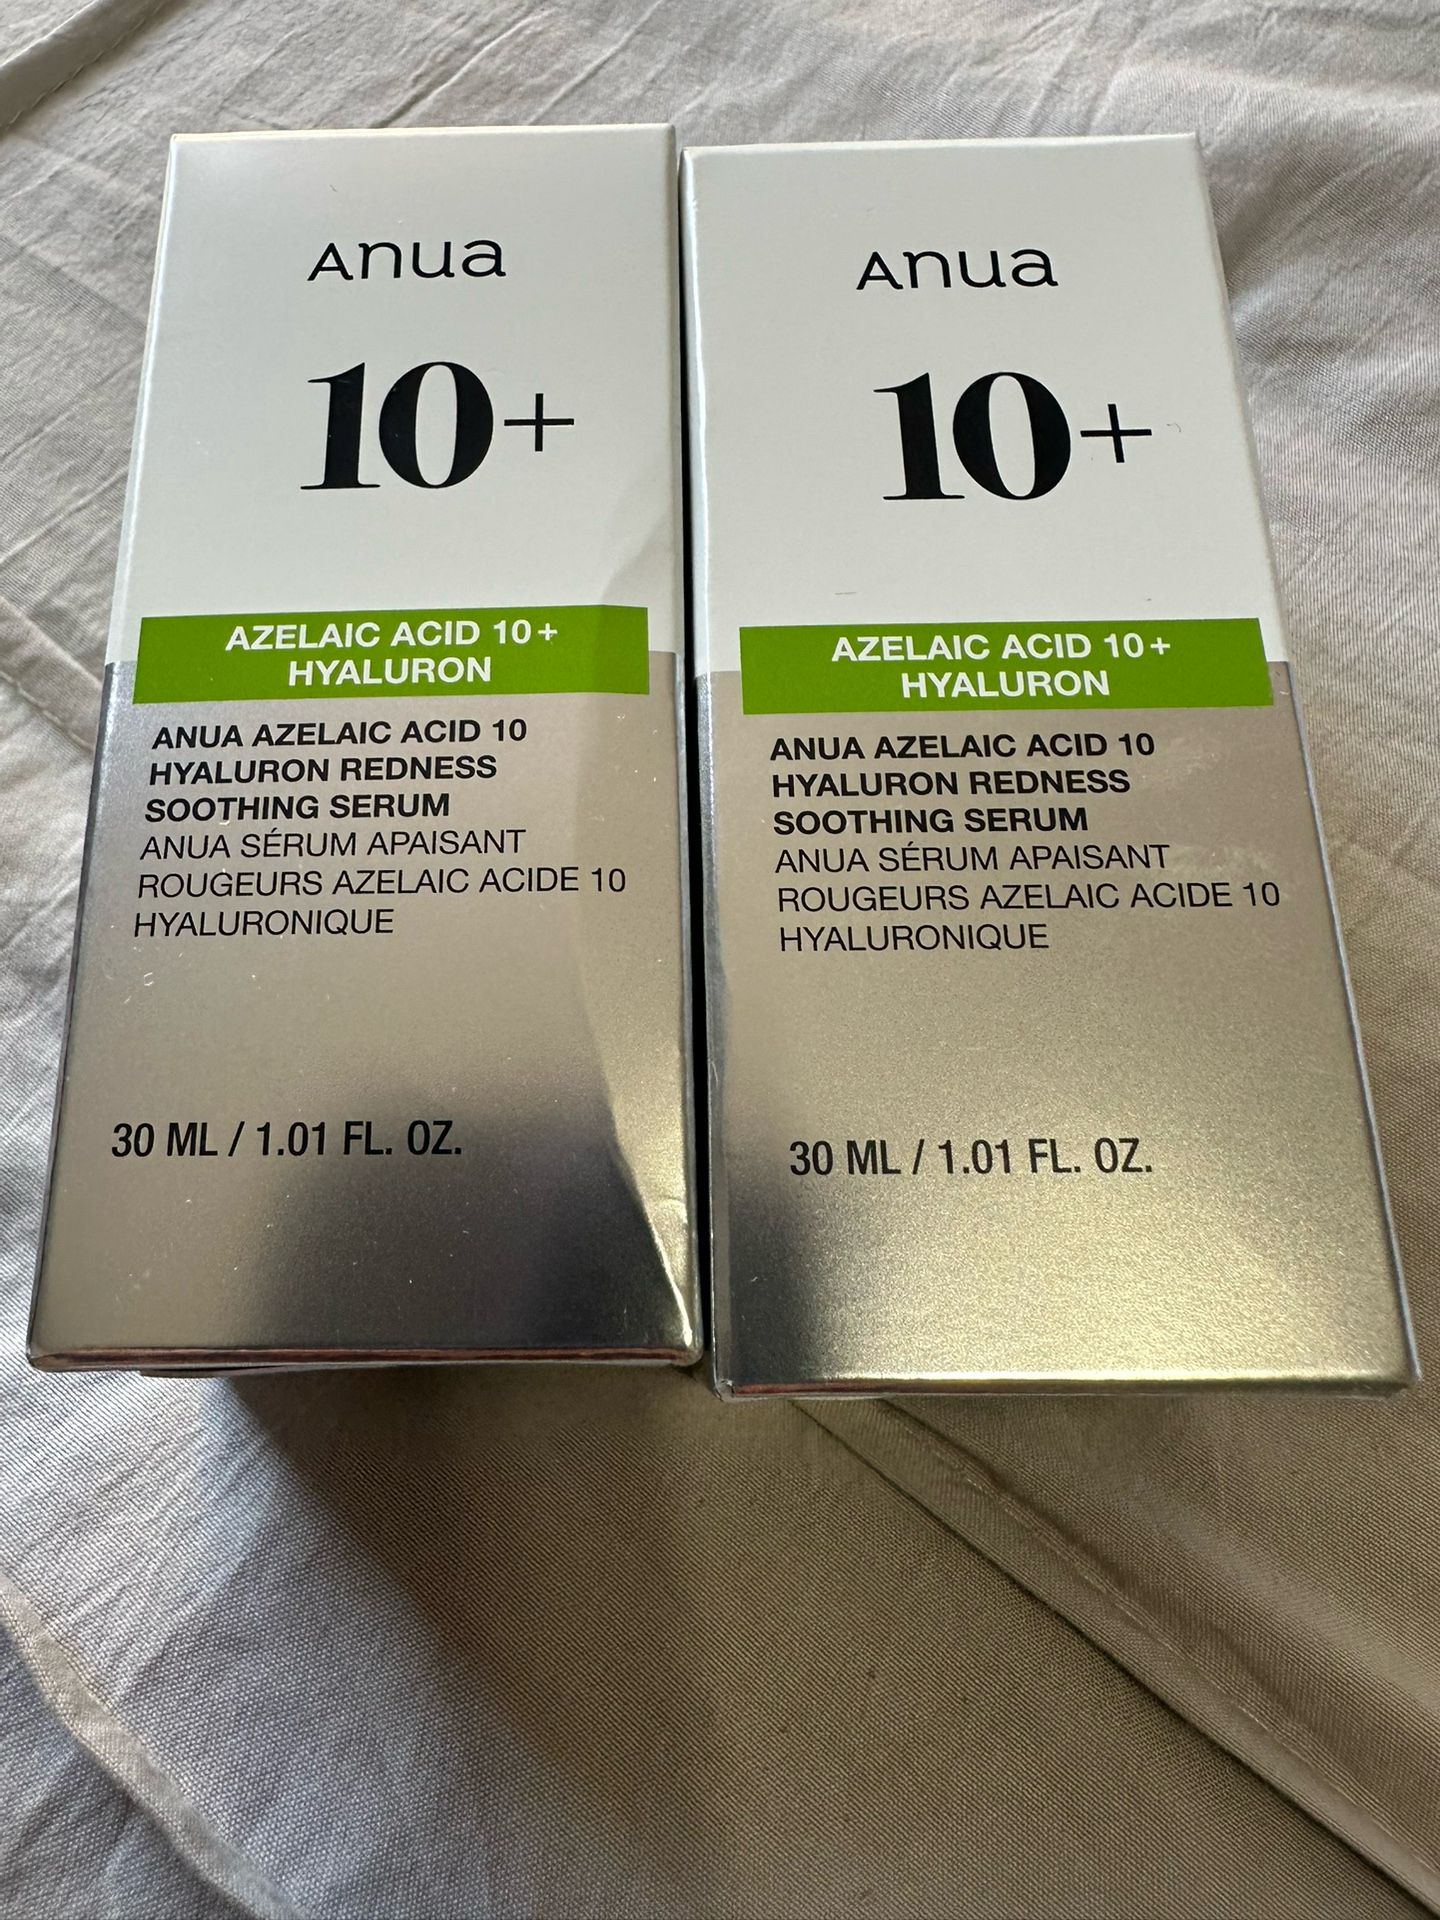 Anua
10+
AZELAIC ACID 10+
HYALURON
ANUA AZELAIC ACID 10
HYALURON REDNESS
SOOTHING SERUM
ANUA SÉRUM APAISANT
ROUGEURS AZELAIC ACIDE 10
HYALURONIQUE
30 ML / 1.01 FL. OZ.
Anua
10+
AZELAIC ACID 10+
HYALURON
ANUA AZELAIC ACID 10
HYALURON REDNESS
SOOTHING SERUM
ANUA SÉRUM APAISANT
ROUGEURS AZELAIC ACIDE 10
HYALURONIQUE
30 ML / 1.01 FL. OZ.